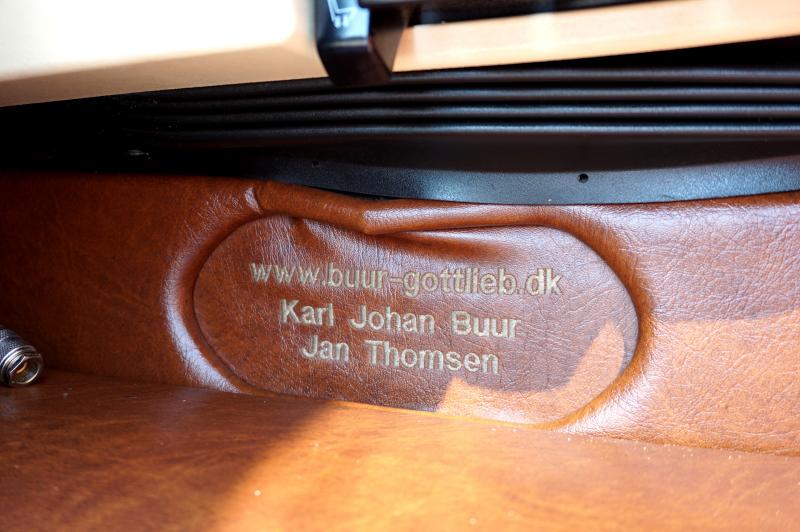 www.buur-gottlieb.dk
Karl Johan Buur
Jan Thomsen